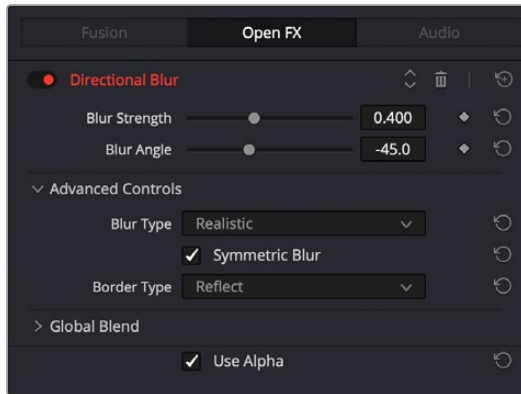 Fusion Open FX Audio
Directional Blur
Blur Strength 0.400
Blur Angle -45.0
Advanced Controls
Blur Type Realistic
Symmetric Blur
Border Type Reflect
Global Blend
Use Alpha